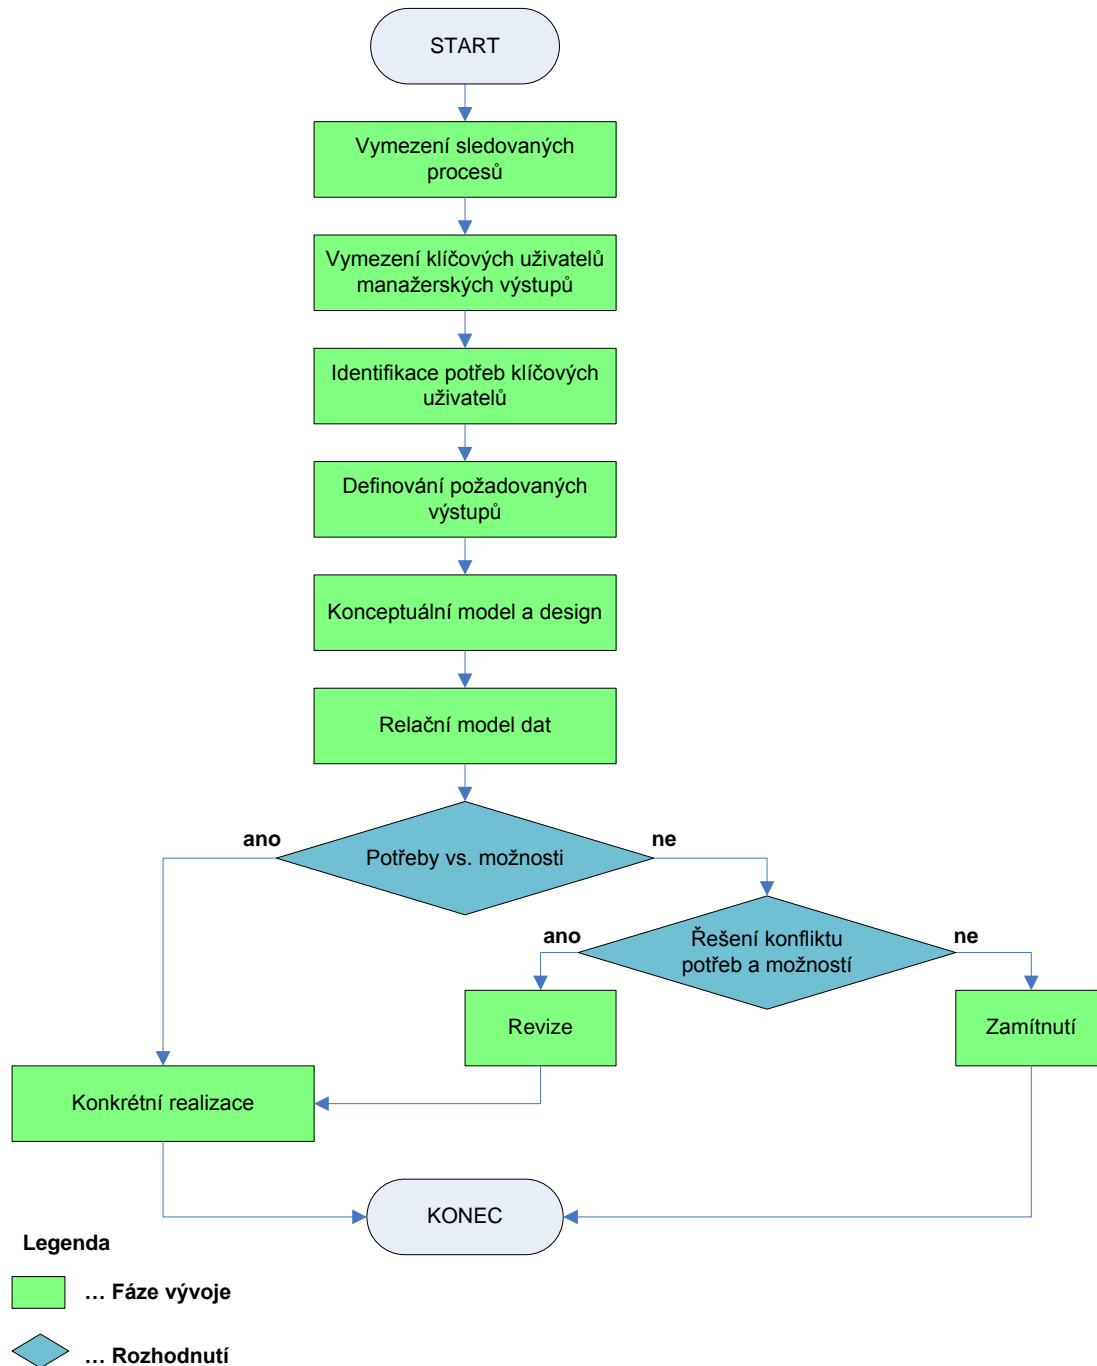 START
Vymezení sledovaných
procesů
Vymezení klíčových uživatelů
manažerských výstupů
Identifikace potřeb klíčových
uživatelů
Definování požadovaných
výstupů
Konceptuální model a design
Relační model dat
ano
ne
Potřeby vs. možnosti
ano
ne
Řešení konfliktu
potřeb a možností
Revize
Zamítnutí
Konkrétní realizace
KONEC
Legenda
… Fáze vývoje
… Rozhodnutí